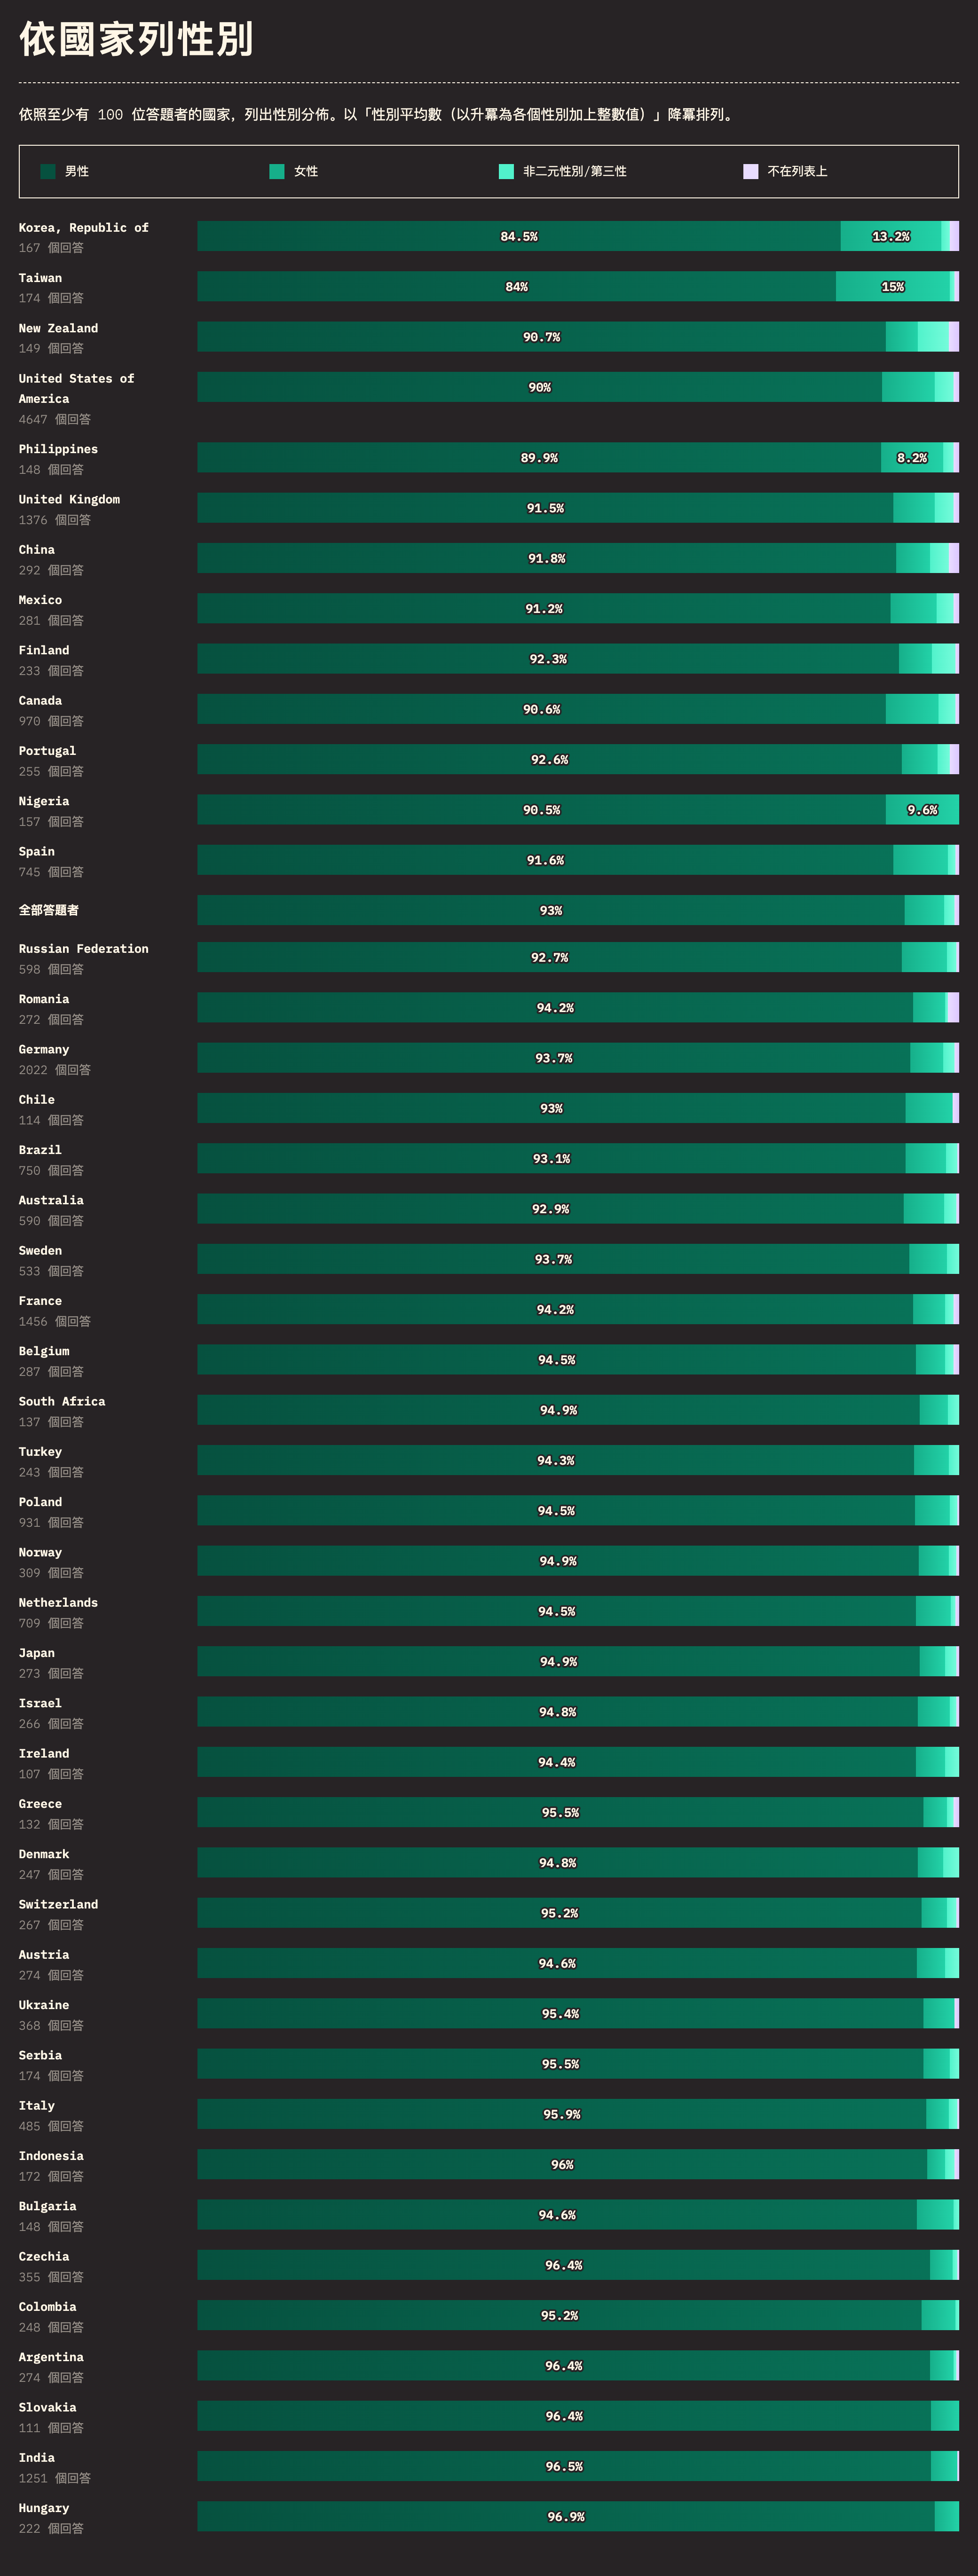 依國家列性別
依照至少有 100 位答題者的國家，列出性別分佈。以「性別平均數（以升冪為各個性別加上整數值）」降冪排列。
男性 女性 非二元性別/第三性 不在列表上
Korea, Republic of
167 個回答
84.5% 13.2%
Taiwan
174 個回答
84% 15%
New Zealand
149 個回答
90.7%
United States of
America
4647 個回答
90%
Philippines
148 個回答
89.9% 8.2%
United Kingdom
1376 個回答
91.5%
China
292 個回答
91.8%
Mexico
281 個回答
91.2%
Finland
233 個回答
92.3%
Canada
970 個回答
90.6%
Portugal
255 個回答
92.6%
Nigeria
157 個回答
90.5% 9.6%
Spain
745 個回答
91.6%
全部答題者
93%
Russian Federation
598 個回答
92.7%
Romania
272 個回答
94.2%
Germany
2022 個回答
93.7%
Chile
114 個回答
93%
Brazil
750 個回答
93.1%
Australia
590 個回答
92.9%
Sweden
533 個回答
93.7%
France
1456 個回答
94.2%
Belgium
287 個回答
94.5%
South Africa
137 個回答
94.9%
Turkey
243 個回答
94.3%
Poland
931 個回答
94.5%
Norway
309 個回答
94.9%
Netherlands
709 個回答
94.5%
Japan
273 個回答
94.9%
Israel
266 個回答
94.8%
Ireland
107 個回答
94.4%
Greece
132 個回答
95.5%
Denmark
247 個回答
94.8%
Switzerland
267 個回答
95.2%
Austria
274 個回答
94.6%
Ukraine
368 個回答
95.4%
Serbia
174 個回答
95.5%
Italy
485 個回答
95.9%
Indonesia
172 個回答
96%
Bulgaria
148 個回答
94.6%
Czechia
355 個回答
96.4%
Colombia
248 個回答
95.2%
Argentina
274 個回答
96.4%
Slovakia
111 個回答
96.4%
India
1251 個回答
96.5%
Hungary
222 個回答
96.9%